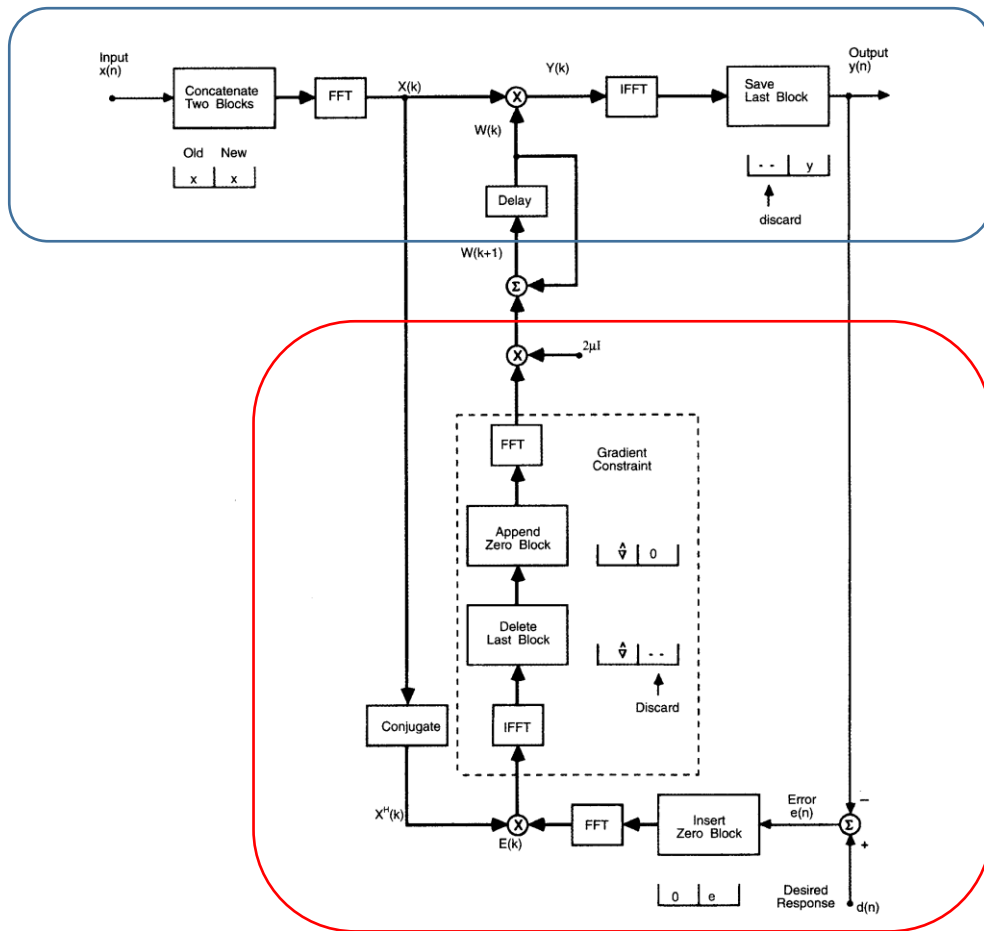 Input
x(n)
Concatenate
Two Blocks
FFT
X(k)
X
Y(k)
IFFT
Save
Last Block
Output
y(n)
W(k)
Old New
x x
Delay
- - y
discard
W(k+1)
Σ
X
2μI
FFT
Gradient
Constraint
Append
Zero Block
∇̂ 0
Delete
Last Block
∇̂ - -
Discard
Conjugate
IFFT
X^H(k)
X
E(k)
FFT
Insert
Zero Block
Error
e(n)
−
Σ
+
0 e
Desired
Response
d(n)